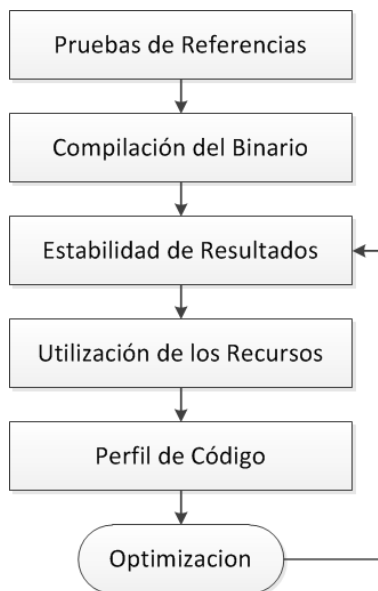 Pruebas de Referencias
Compilación del Binario
Estabilidad de Resultados
Utilización de los Recursos
Perfil de Código
Optimizacion